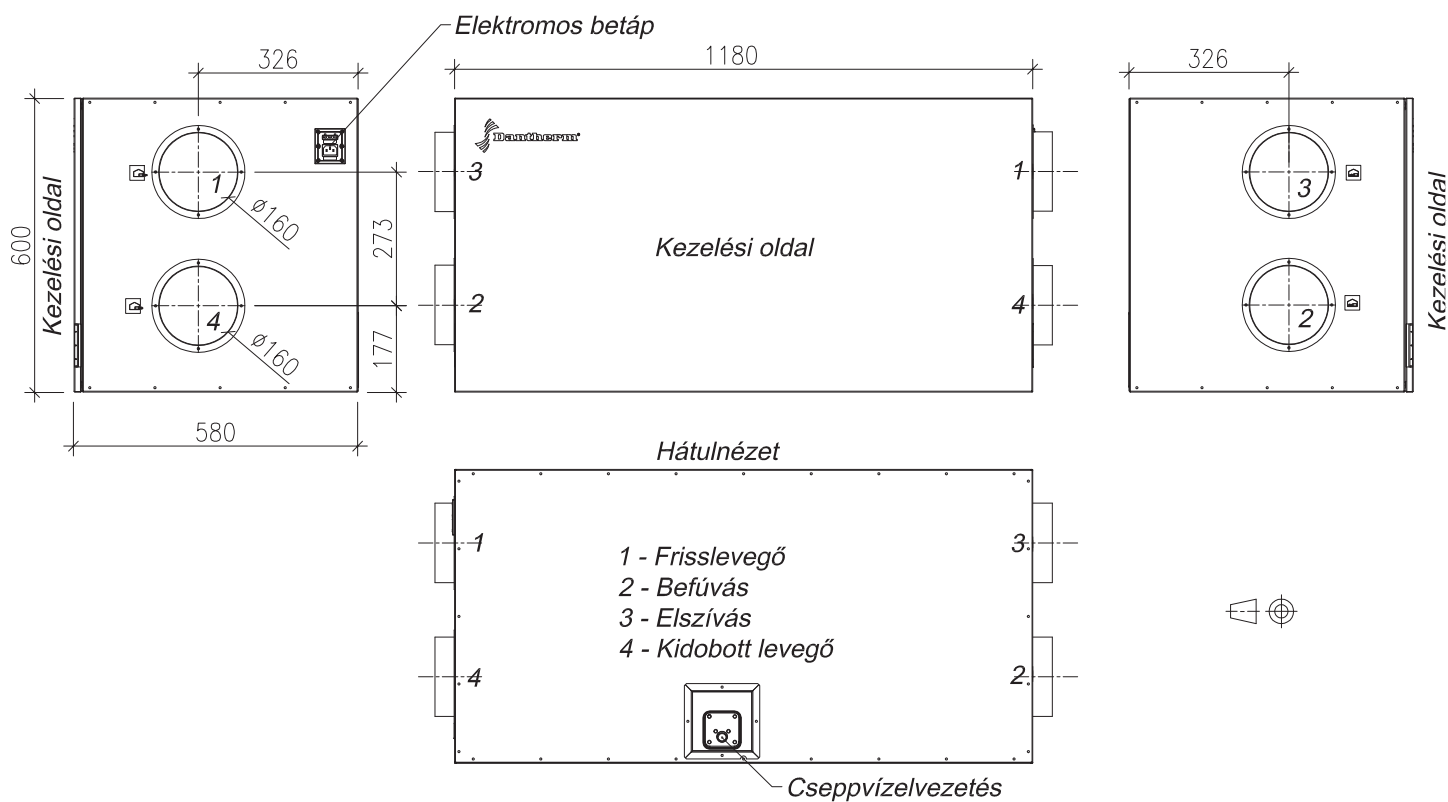 Elektromos betáp
326
1180
326
600
Kezelési oldal
1
ø160
273
4
ø160
177
580
Dantherm
3
1
Kezelési oldal
2
4
3
2
Kezelési oldal
Hátulnézet
1
3
1 - Frisslevegő
2 - Befúvás
3 - Elszívás
4 - Kidobott levegő
4
2
Cseppvízelvezetés